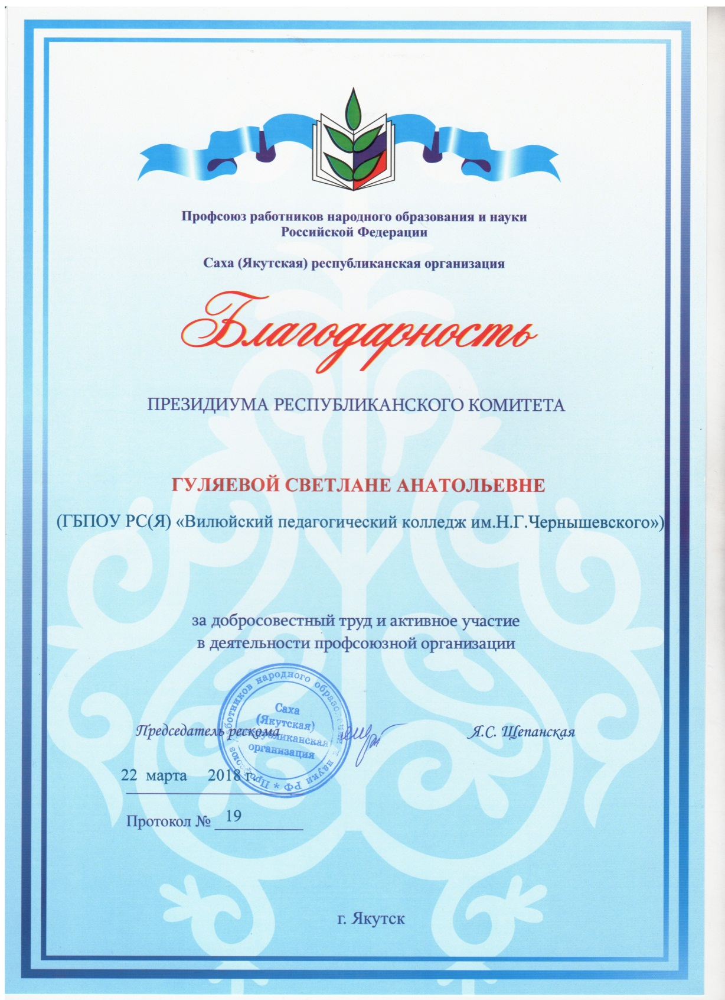 Профсоюз работников народного образования и науки
Российской Федерации
Саха (Якутская) республиканская организация
Благодарность
ПРЕЗИДИУМА РЕСПУБЛИКАНСКОГО КОМИТЕТА
ГУЛЯЕВОЙ СВЕТЛАНЕ АНАТОЛЬЕВНЕ
(ГБПОУ РС(Я) «Вилюйский педагогический колледж им.Н.Г.Чернышевского»)
за добросовестный труд и активное участие
в деятельности профсоюзной организации
Председатель рескома
Я.С. Щепанская
Профсоюз работников народного образования и науки РФ *
Саха
(Якутская)
республиканская
организация
22 марта 2018 г.
Протокол № 19
г. Якутск